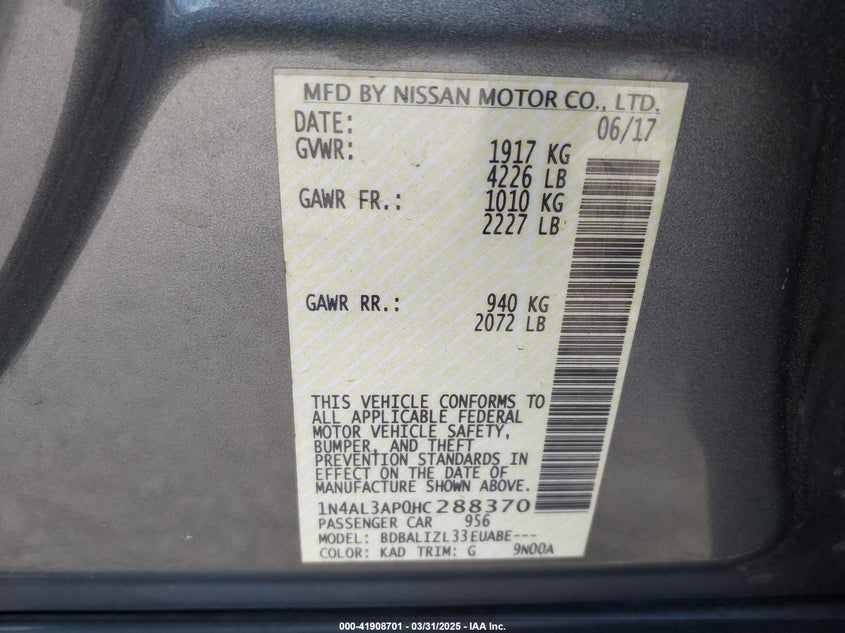 MFD BY NISSAN MOTOR CO., LTD.
DATE: 06/17
GVWR: 1917 KG
4226 LB
GAWR FR.: 1010 KG
2227 LB
GAWR RR.: 940 KG
2072 LB
THIS VEHICLE CONFORMS TO
ALL APPLICABLE FEDERAL
MOTOR VEHICLE SAFETY,
BUMPER, AND THEFT
PREVENTION STANDARDS IN
EFFECT ON THE DATE OF
MANUFACTURE SHOWN ABOVE.
1N4AL3AP0HC288370
PASSENGER CAR 956
MODEL: BDBALIZL33EUABE---
COLOR: KAD TRIM: G 9N00A
000-41908701 - 03/31/2025 - IAA Inc.